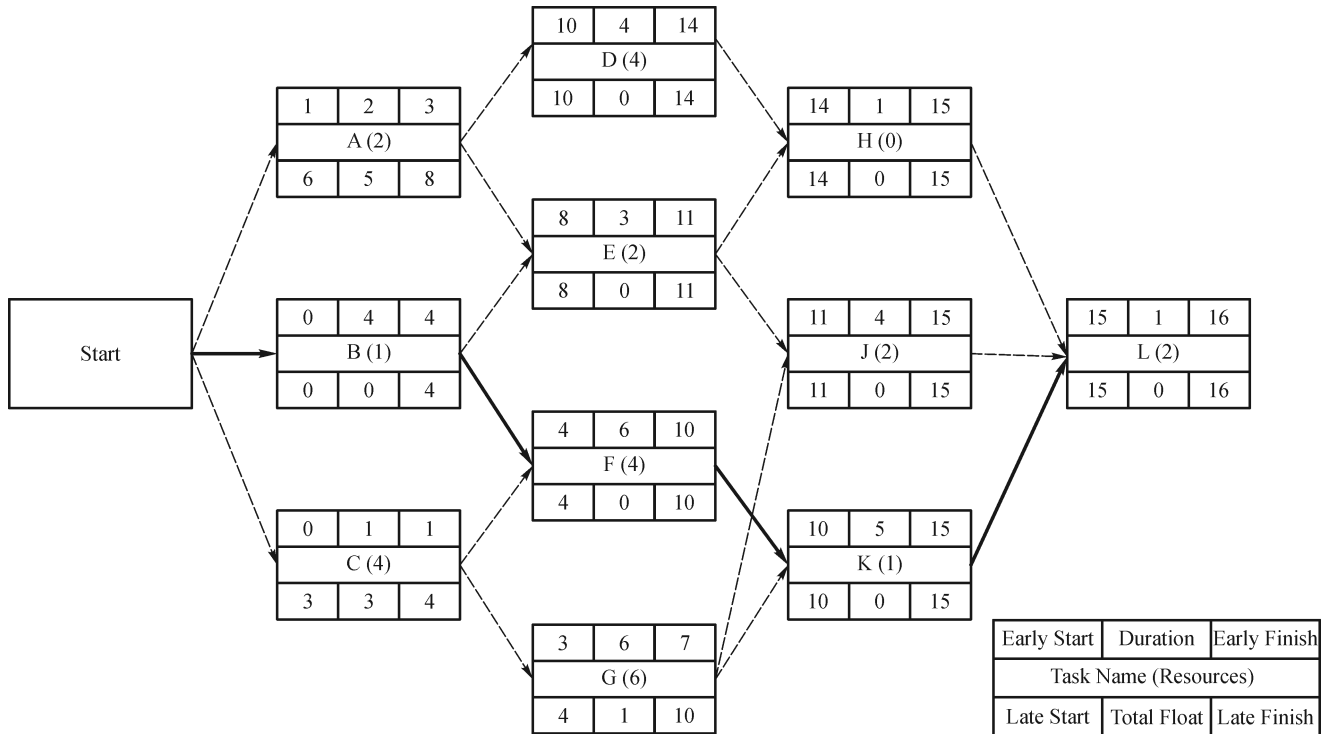 10 4 14
D (4)
10 0 14
1 2 3
A (2)
6 5 8
14 1 15
H (0)
14 0 15
8 3 11
E (2)
8 0 11
Start
0 4 4
B (1)
0 0 4
11 4 15
J (2)
11 0 15
15 1 16
L (2)
15 0 16
4 6 10
F (4)
4 0 10
0 1 1
C (4)
3 3 4
10 5 15
K (1)
10 0 15
3 6 7
G (6)
4 1 10
Early Start Duration Early Finish
Task Name (Resources)
Late Start Total Float Late Finish